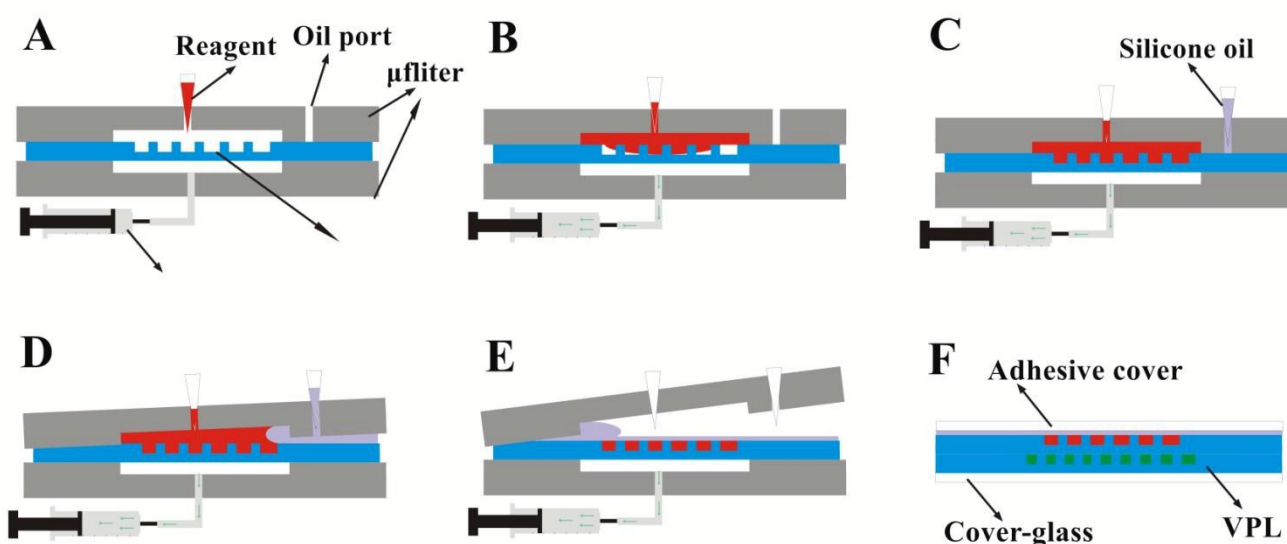 A
Reagent
Oil port
µfliter
B
C
Silicone oil
D
E
F
Adhesive cover
Cover-glass
VPL